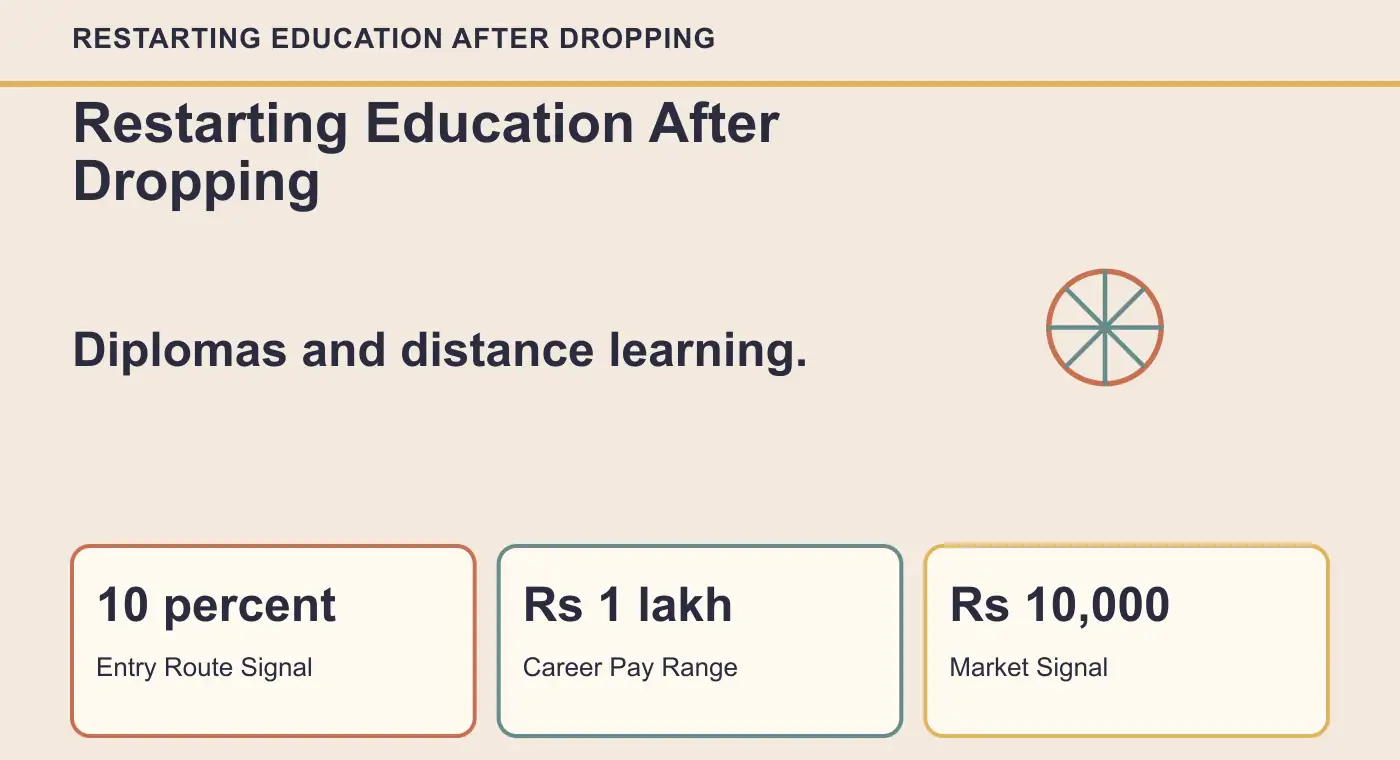 RESTARTING EDUCATION AFTER DROPPING
Restarting Education After
Dropping
Diplomas and distance learning.
10 percent
Entry Route Signal
Rs 1 lakh
Career Pay Range
Rs 10,000
Market Signal